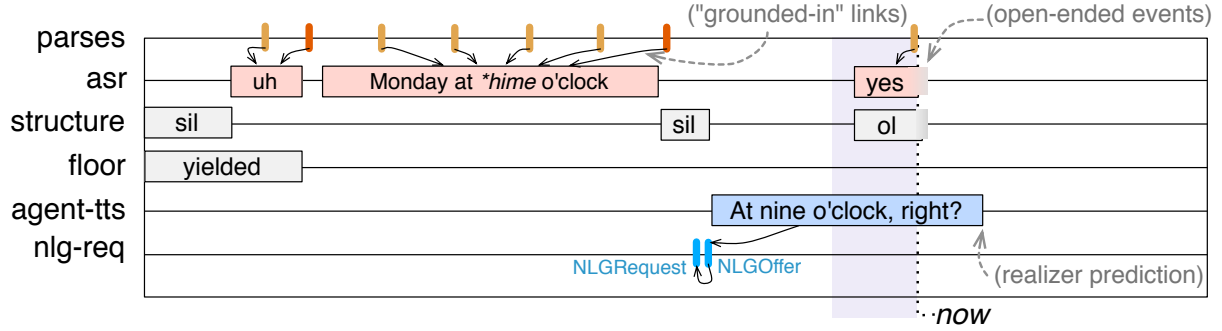 ("grounded-in" links)
(open-ended events)
parses
asr
uh
Monday at *hime o'clock
yes
structure
sil
sil
ol
floor
yielded
agent-tts
At nine o'clock, right?
nlg-req
NLGRequest
NLGOffer
(realizer prediction)
now